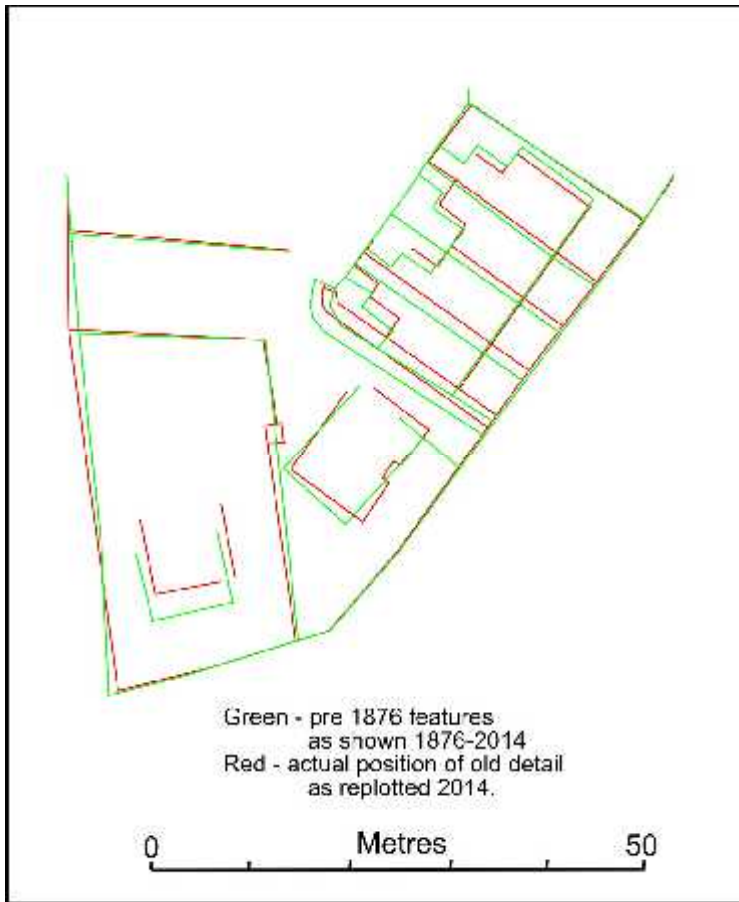 Green - pre 1876 features
as shown 1876-2014
Red - actual position of old detail
as replotted 2014.
0 Metres 50